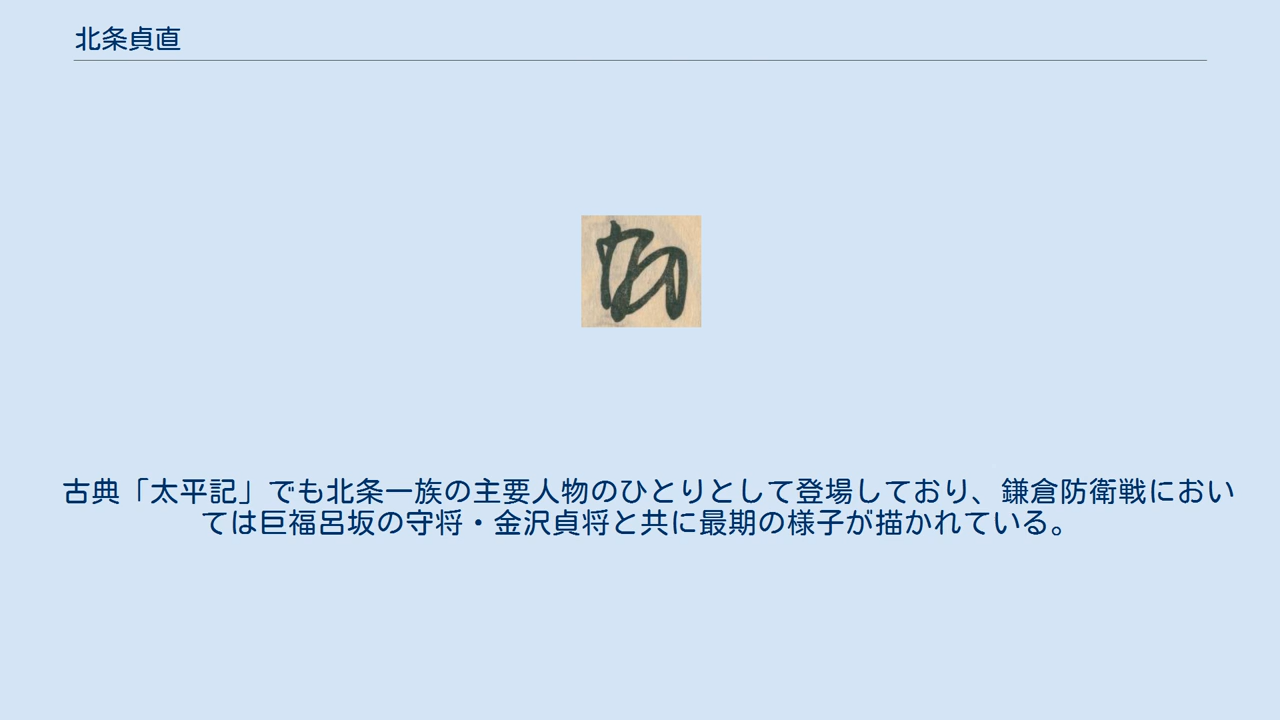 北条貞直
古典「太平記」でも北条一族の主要人物のひとりとして登場しており、鎌倉防衛戦におい
ては巨福呂坂の守将・金沢貞将と共に最期の様子が描かれている。